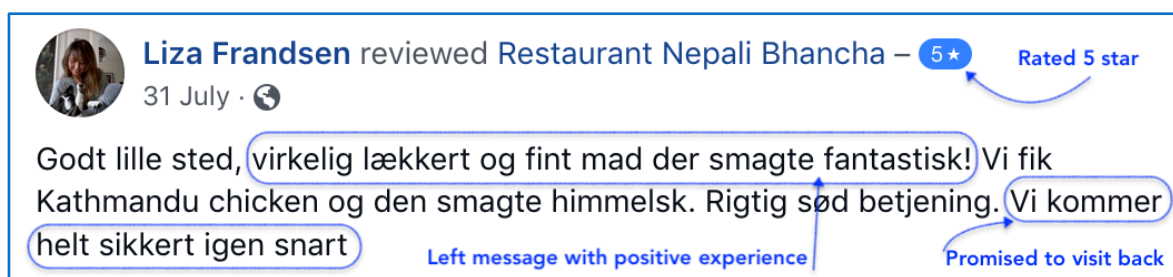 Liza Frandsen reviewed Restaurant Nepali Bhancha – 5★
Rated 5 star
31 July ·
Godt lille sted, virkelig lækkert og fint mad der smagte fantastisk! Vi fik
Kathmandu chicken og den smagte himmelsk. Rigtig sød betjening. Vi kommer
helt sikkert igen snart
Left message with positive experience
Promised to visit back